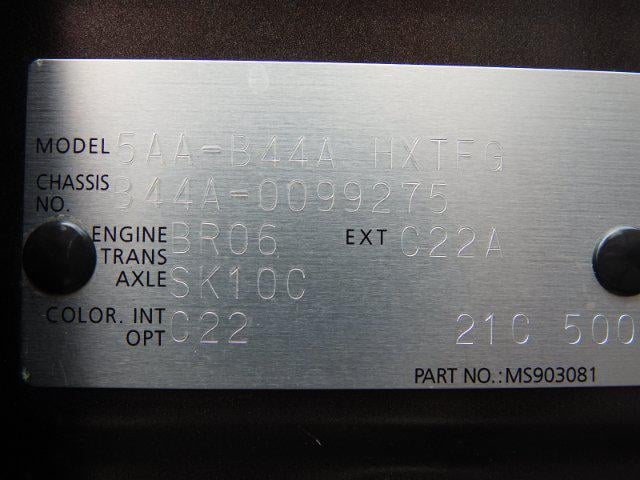 MODEL 5AA-B44A HXTFG
CHASSIS NO. B44A-0099275
ENGINE BR06 EXT C22A
TRANS AXLE SK10C
COLOR. INT OPT C22 21C 500
PART NO.:MS903081